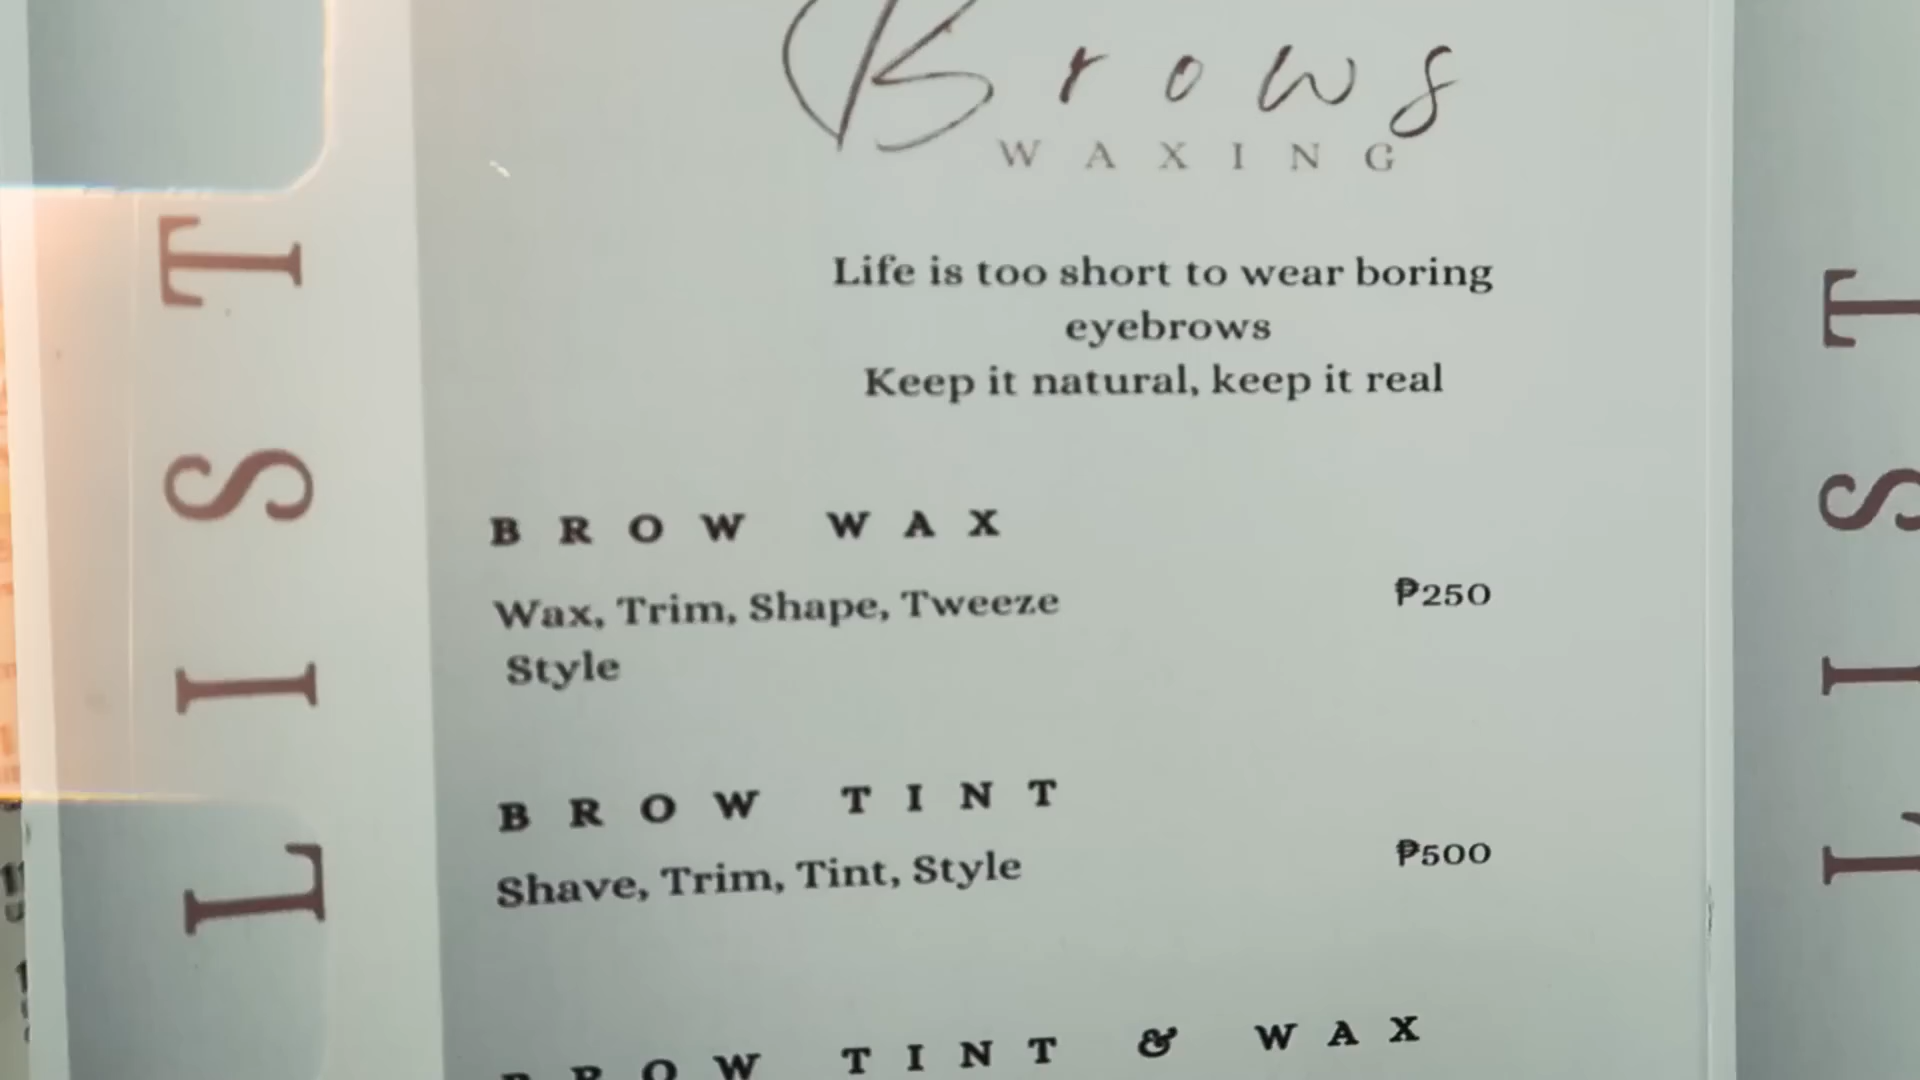 Brows
WAXING
Life is too short to wear boring
eyebrows
Keep it natural, keep it real
BROW WAX
Wax, Trim, Shape, Tweeze ₱250
Style
BROW TINT
Shave, Trim, Tint, Style ₱500
BROW TINT & WAX
LIST
LIST